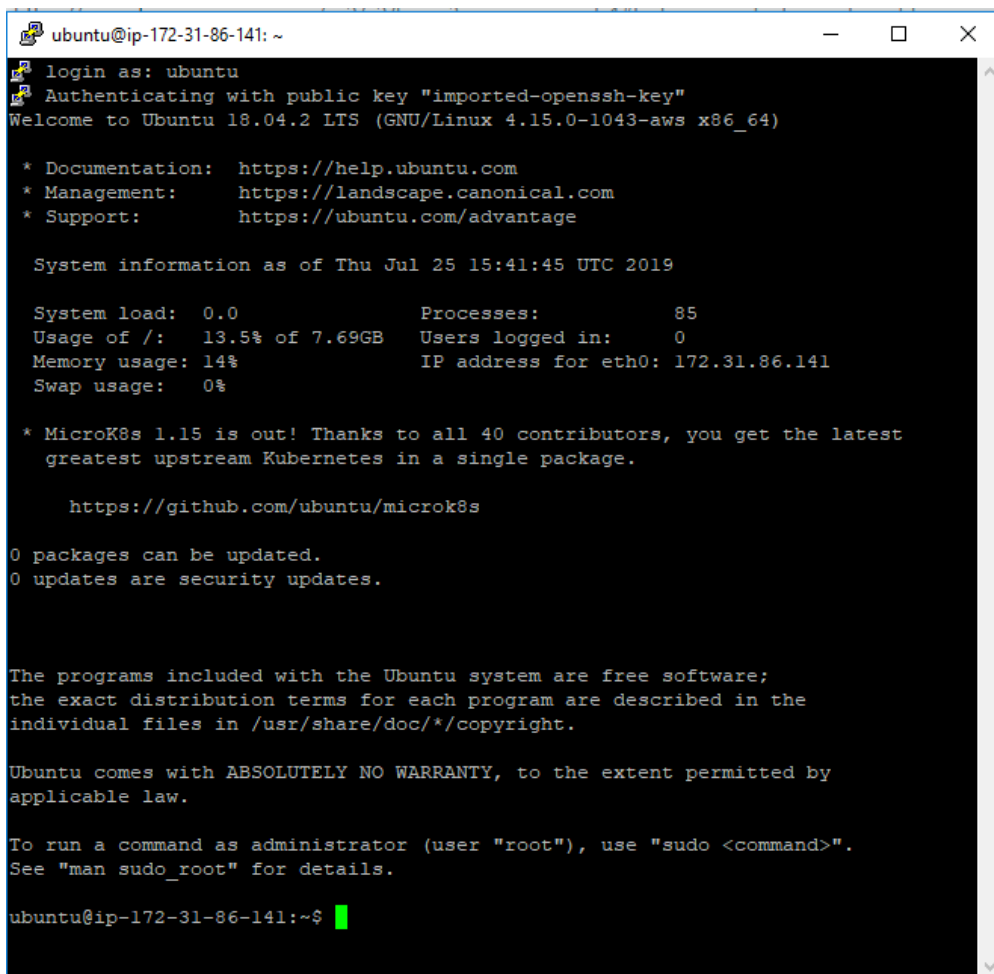 ubuntu@ip-172-31-86-141: ~
login as: ubuntu
Authenticating with public key "imported-openssh-key"
Welcome to Ubuntu 18.04.2 LTS (GNU/Linux 4.15.0-1043-aws x86_64)
* Documentation:  https://help.ubuntu.com
* Management:     https://landscape.canonical.com
* Support:        https://ubuntu.com/advantage
System information as of Thu Jul 25 15:41:45 UTC 2019
System load:  0.0               Processes:           85
Usage of /:   13.5% of 7.69GB   Users logged in:     0
Memory usage: 14%               IP address for eth0: 172.31.86.141
Swap usage:   0%
* MicroK8s 1.15 is out! Thanks to all 40 contributors, you get the latest
greatest upstream Kubernetes in a single package.
https://github.com/ubuntu/microk8s
0 packages can be updated.
0 updates are security updates.
The programs included with the Ubuntu system are free software;
the exact distribution terms for each program are described in the
individual files in /usr/share/doc/*/copyright.
Ubuntu comes with ABSOLUTELY NO WARRANTY, to the extent permitted by
applicable law.
To run a command as administrator (user "root"), use "sudo <command>".
See "man sudo_root" for details.
ubuntu@ip-172-31-86-141:~$